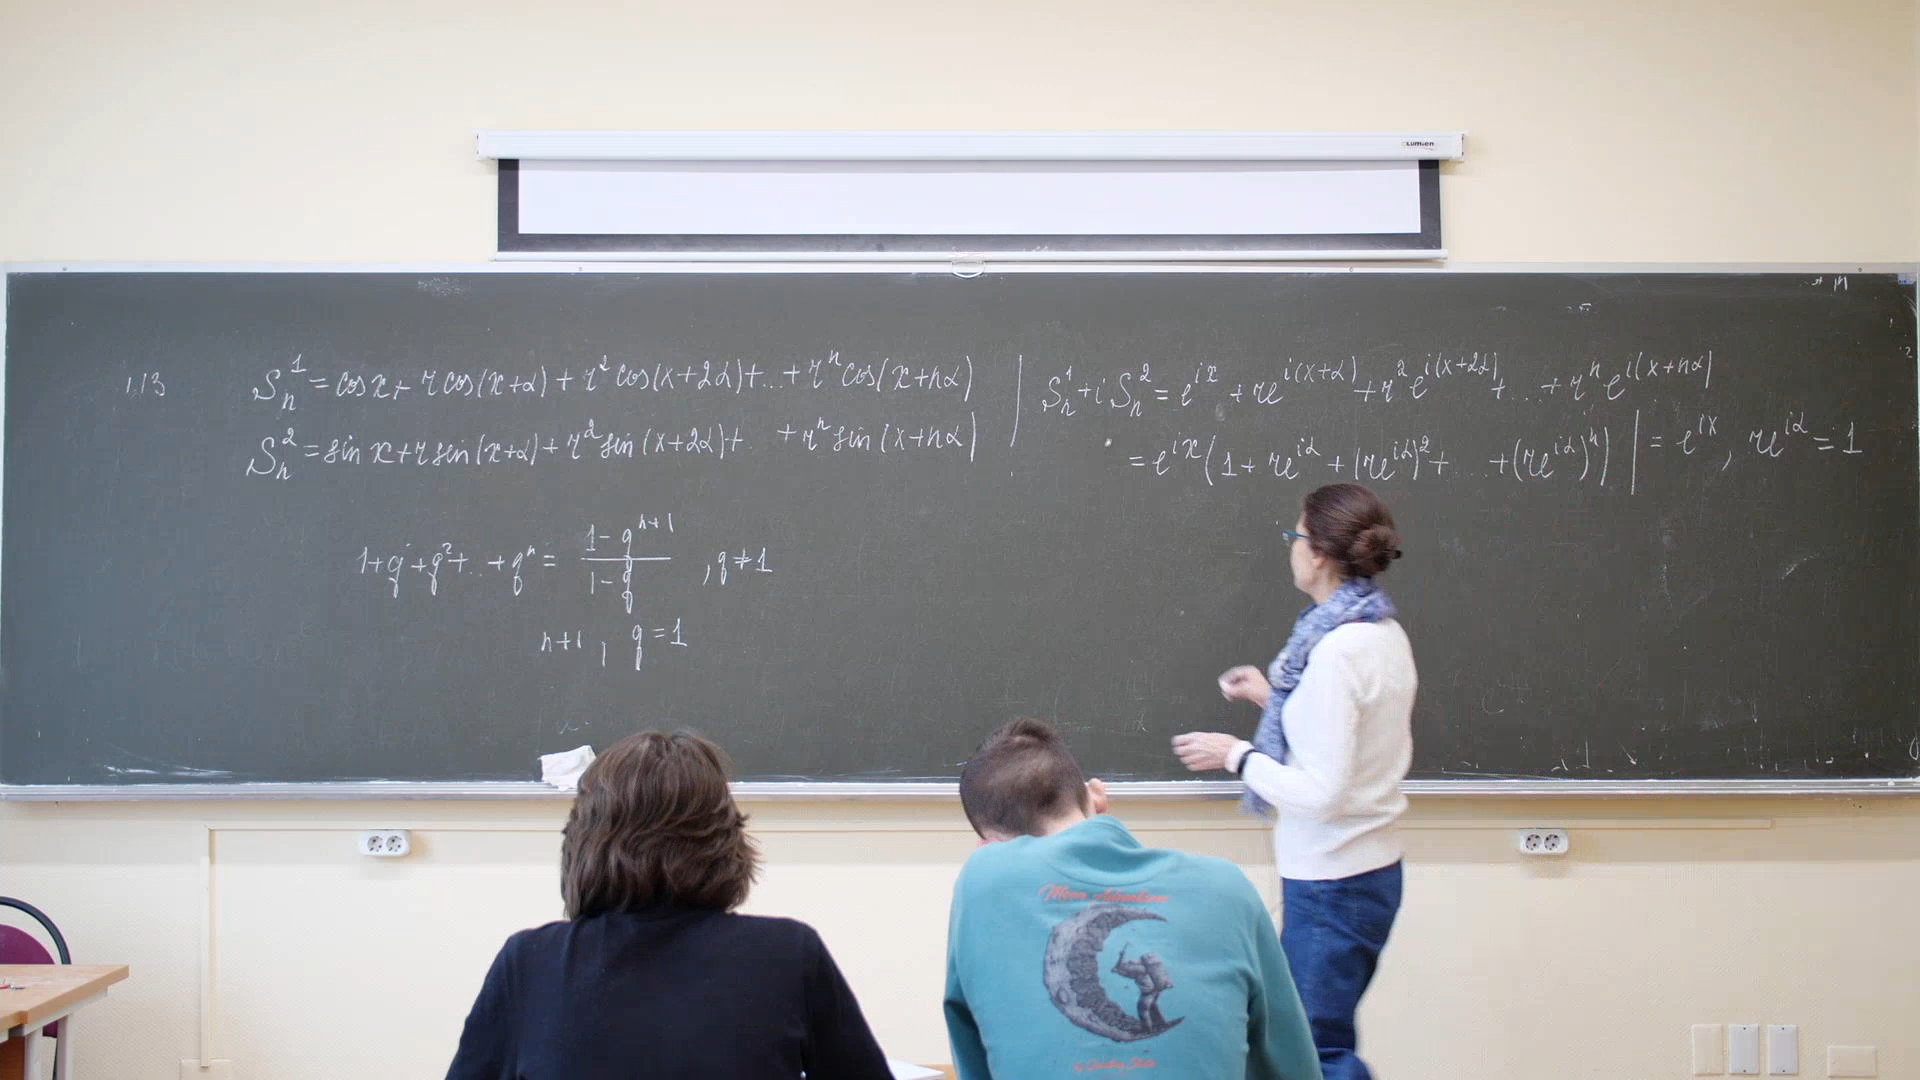 Lumien
1.13
S_n^1 = cos x + r cos(x+α) + r^2 cos(x+2α) + ... + r^n cos(x+nα)
S_n^2 = sin x + r sin(x+α) + r^2 sin(x+2α) + .. + r^n sin(x+nα)
1+q+q^2+...+q^n = \frac{1-q^{n+1}}{1-q}, q ≠ 1
n+1, q = 1
S_n^1 + i S_n^2 = e^{ix} + re^{i(x+α)} + r^2 e^{i(x+2α)} + ... + r^n e^{i(x+nα)}
= e^{ix}(1 + re^{iα} + (re^{iα})^2 + ... + (re^{iα})^n) | = e^{ix}, re^{iα} = 1
Moon